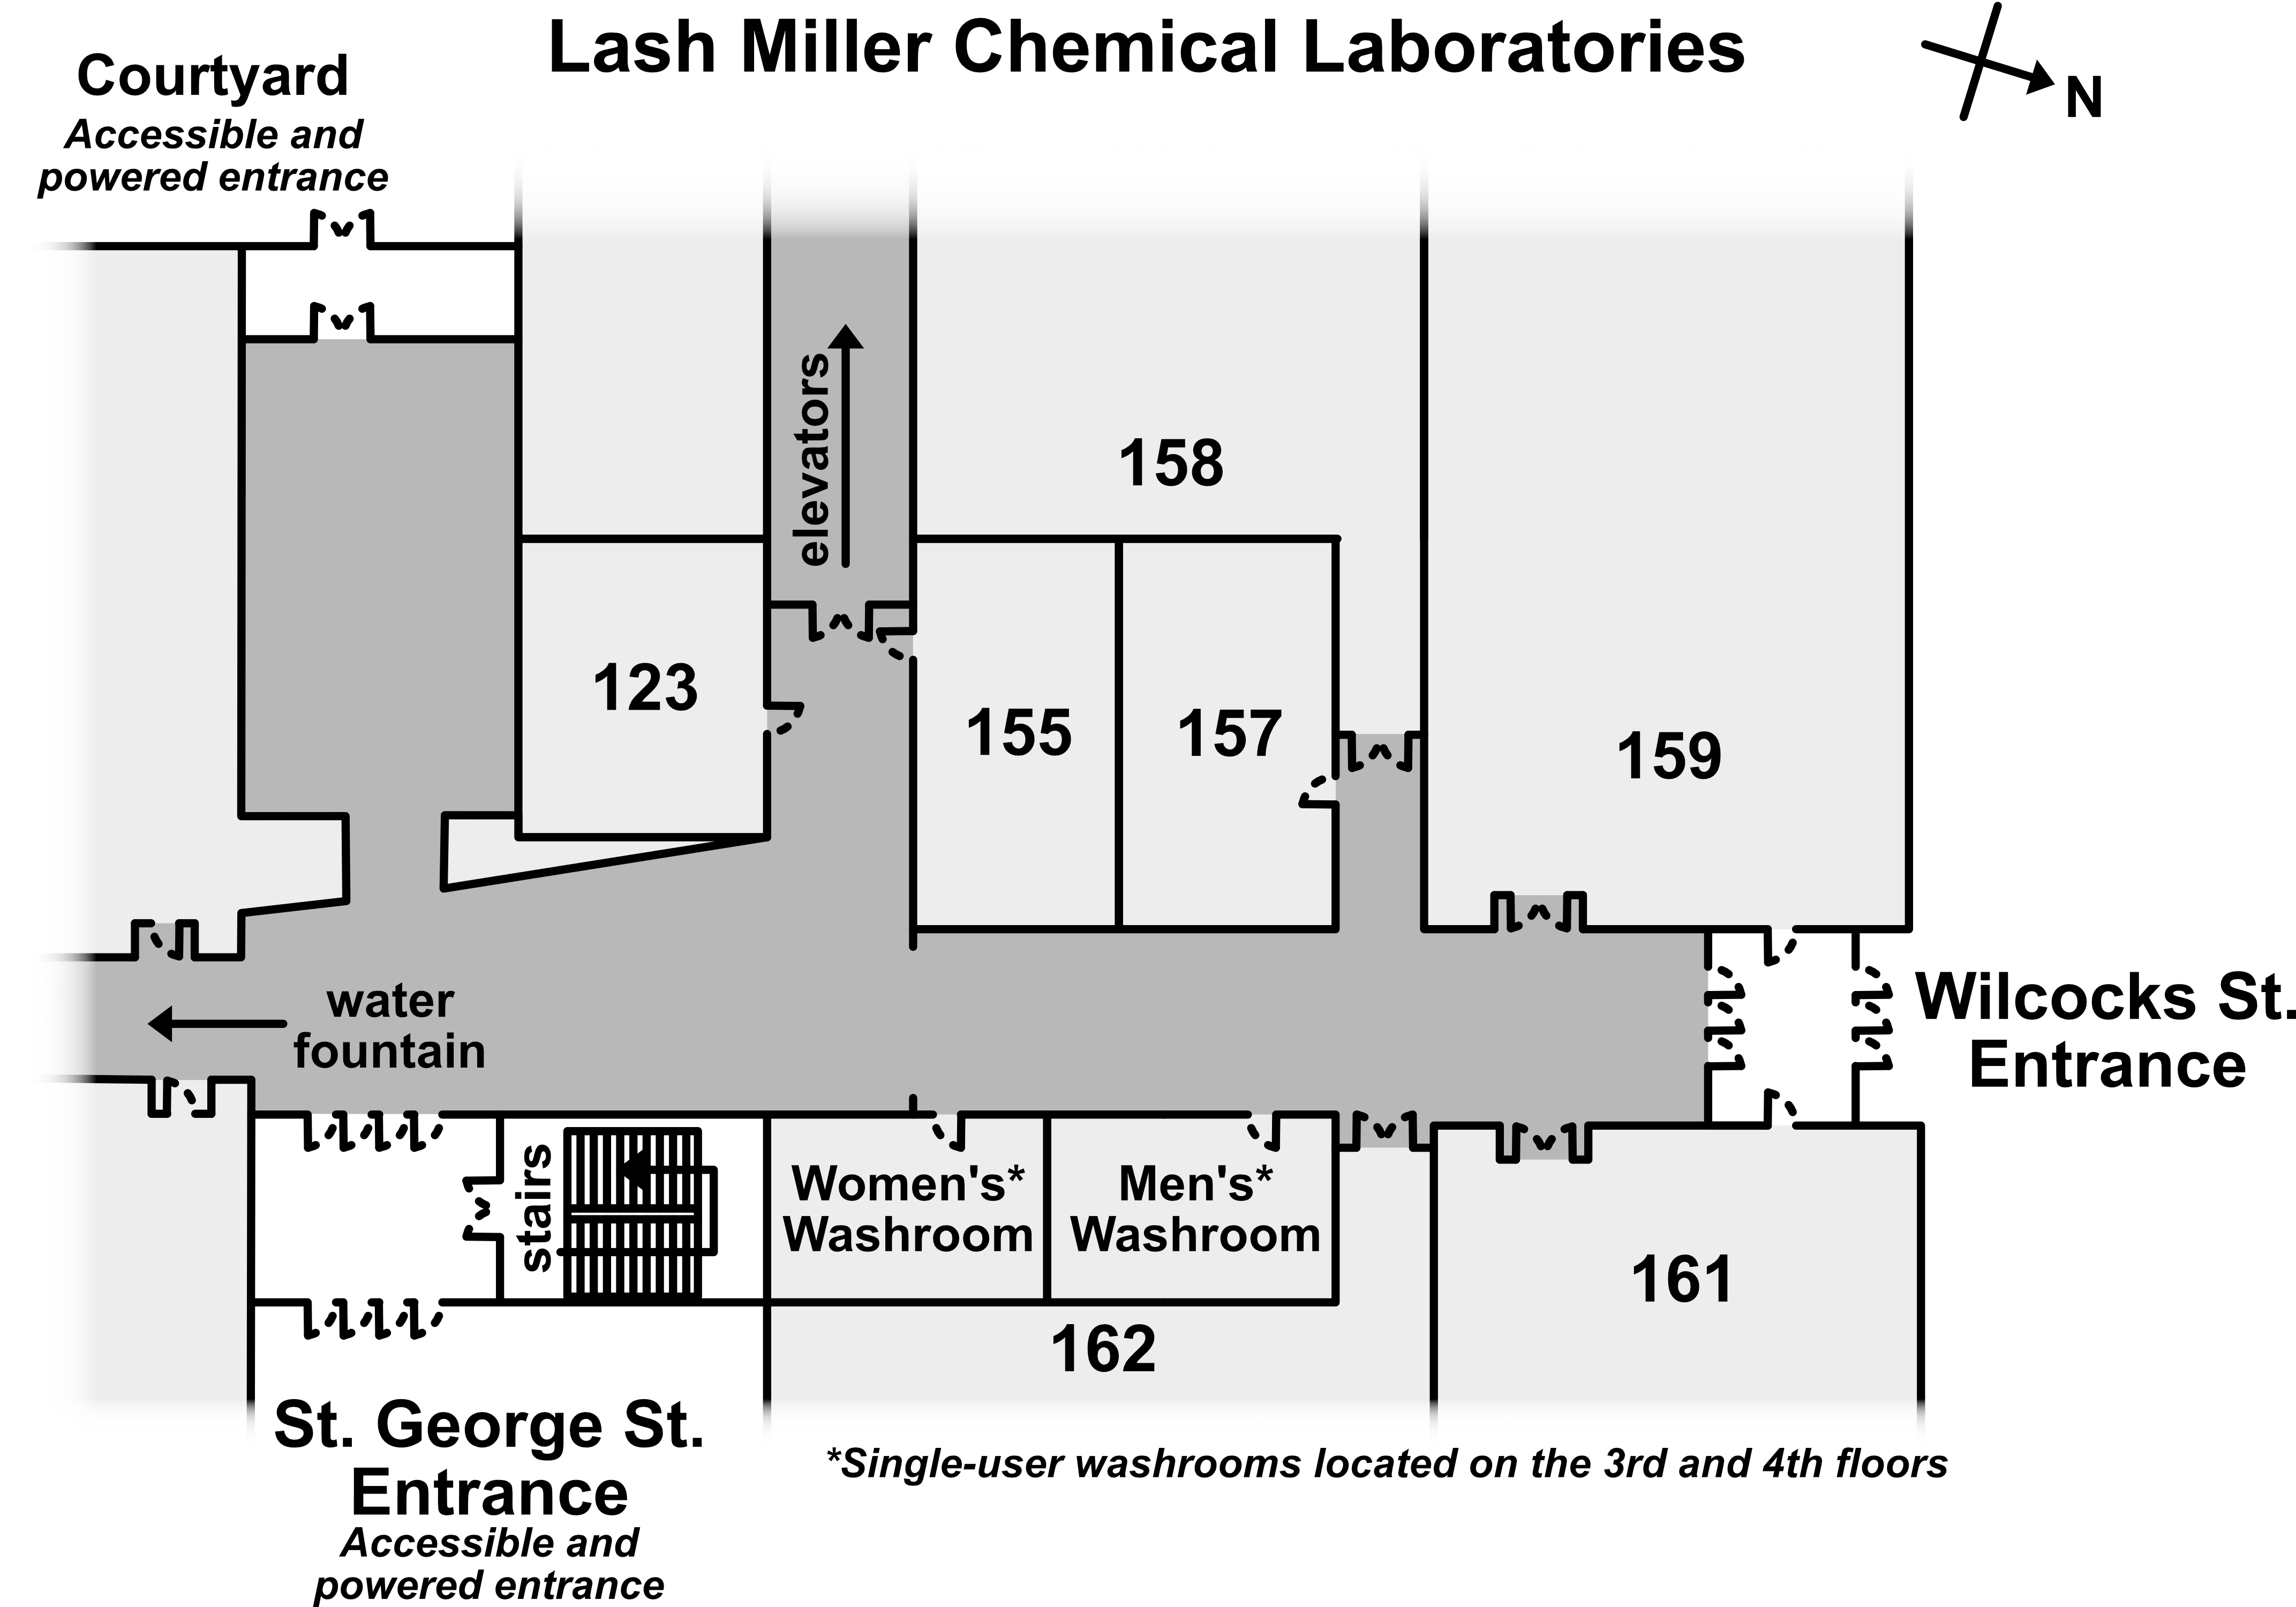 Lash Miller Chemical Laboratories
N
Courtyard
Accessible and
powered entrance
elevators
158
123
155
157
159
water
fountain
Wilcocks St.
Entrance
stairs
Women's*
Washroom
Men's*
Washroom
161
162
St. George St.
Entrance
Accessible and
powered entrance
*Single-user washrooms located on the 3rd and 4th floors